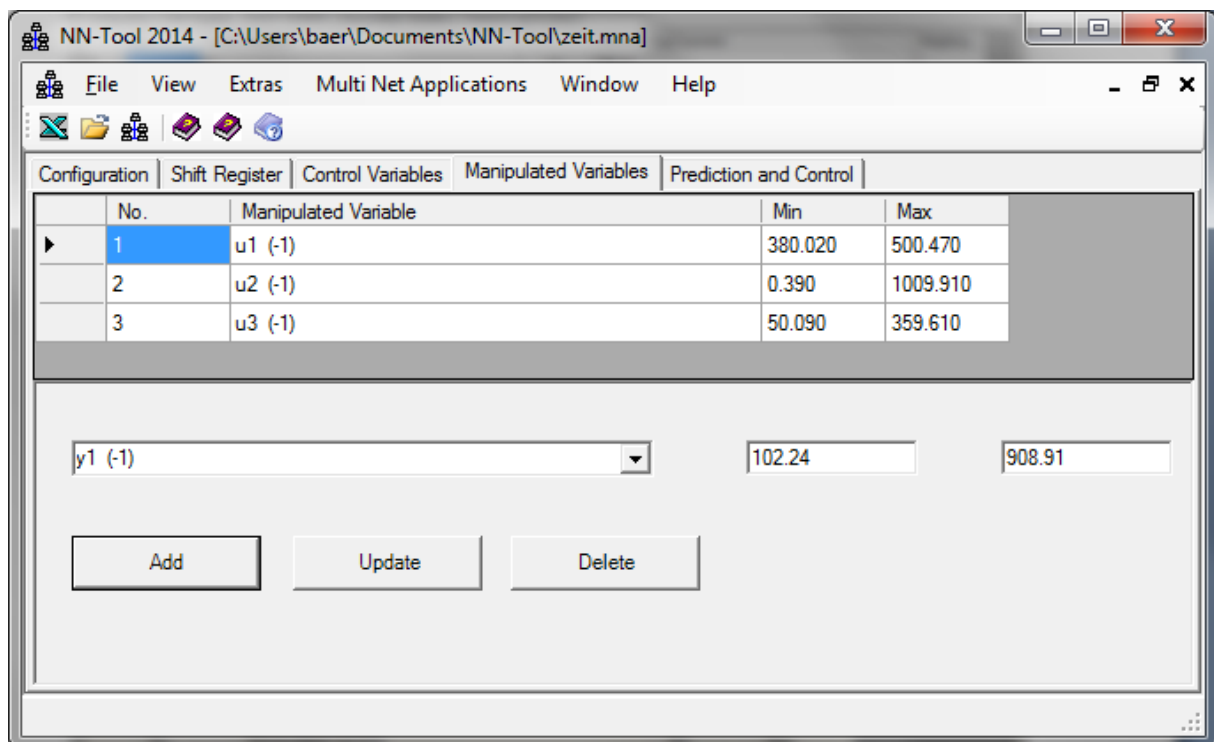 NN-Tool 2014 - [C:\Users\baer\Documents\NN-Tool\zeit.mna]
File View Extras Multi Net Applications Window Help
Configuration Shift Register Control Variables Manipulated Variables Prediction and Control
No. Manipulated Variable Min Max
1 u1 (-1) 380.020 500.470
2 u2 (-1) 0.390 1009.910
3 u3 (-1) 50.090 359.610
y1 (-1) 102.24 908.91
Add Update Delete